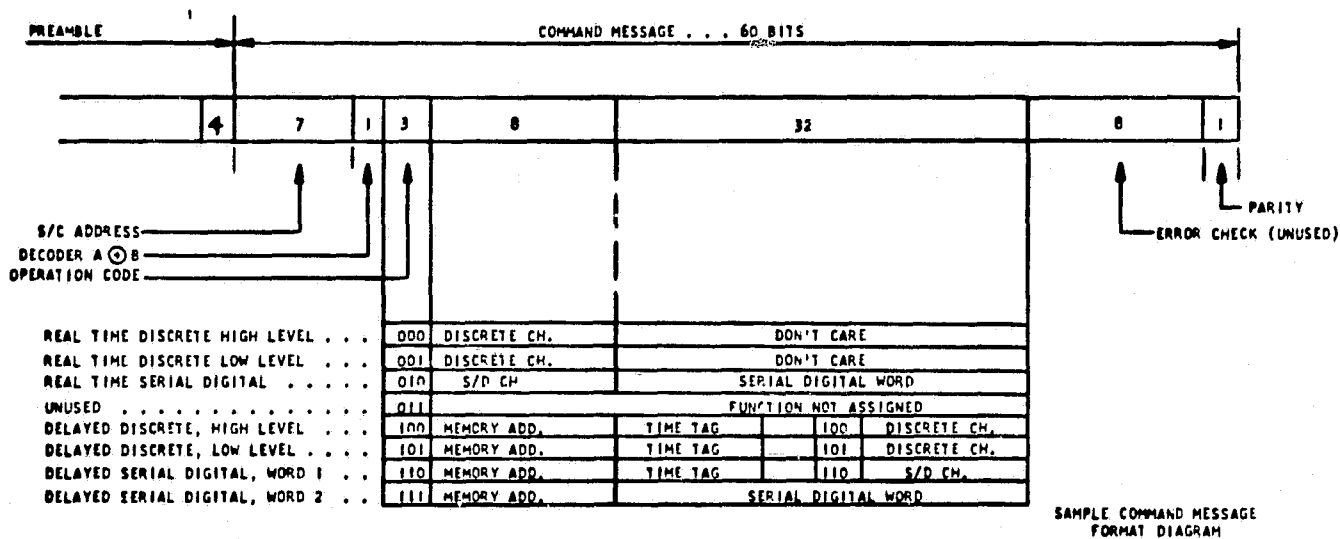 PREAMBLE
COMMAND MESSAGE . . . 60 BITS
4 7 1 3 8 32 8 1
PARITY
S/C ADDRESS
ERROR CHECK (UNUSED)
DECODER A ⊕ B
OPERATION CODE
REAL TIME DISCRETE HIGH LEVEL . . . 000 DISCRETE CH. DON'T CARE
REAL TIME DISCRETE LOW LEVEL . . . 001 DISCRETE CH. DON'T CARE
REAL TIME SERIAL DIGITAL . . . . . 010 S/D CH SERIAL DIGITAL WORD
UNUSED . . . . . . . . . . . . . . 011 FUNCTION NOT ASSIGNED
DELAYED DISCRETE, HIGH LEVEL . . . 100 MEMORY ADD. TIME TAG 100 DISCRETE CH.
DELAYED DISCRETE, LOW LEVEL . . . . 101 MEMORY ADD. TIME TAG 101 DISCRETE CH.
DELAYED SERIAL DIGITAL, WORD 1 . . 110 MEMORY ADD. TIME TAG 110 S/D CH.
DELAYED SERIAL DIGITAL, WORD 2 . . 111 MEMORY ADD. SERIAL DIGITAL WORD
SAMPLE COMMAND MESSAGE
FORMAT DIAGRAM